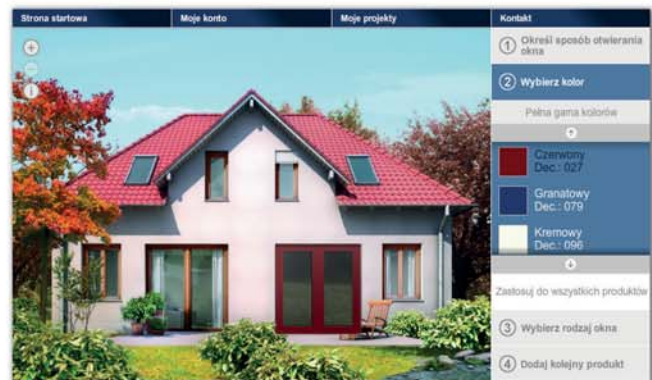 Strona startowa
Moje konto
Moje projekty
Kontakt
1 Określ sposób otwierania
okna
2 Wybierz kolor
Pełna gama kolorów
Czerwony
Dec.: 027
Granatowy
Dec.: 079
Kremowy
Dec.: 096
Zastosuj do wszystkich produktów
3 Wybierz rodzaj okna
4 Dodaj kolejny produkt